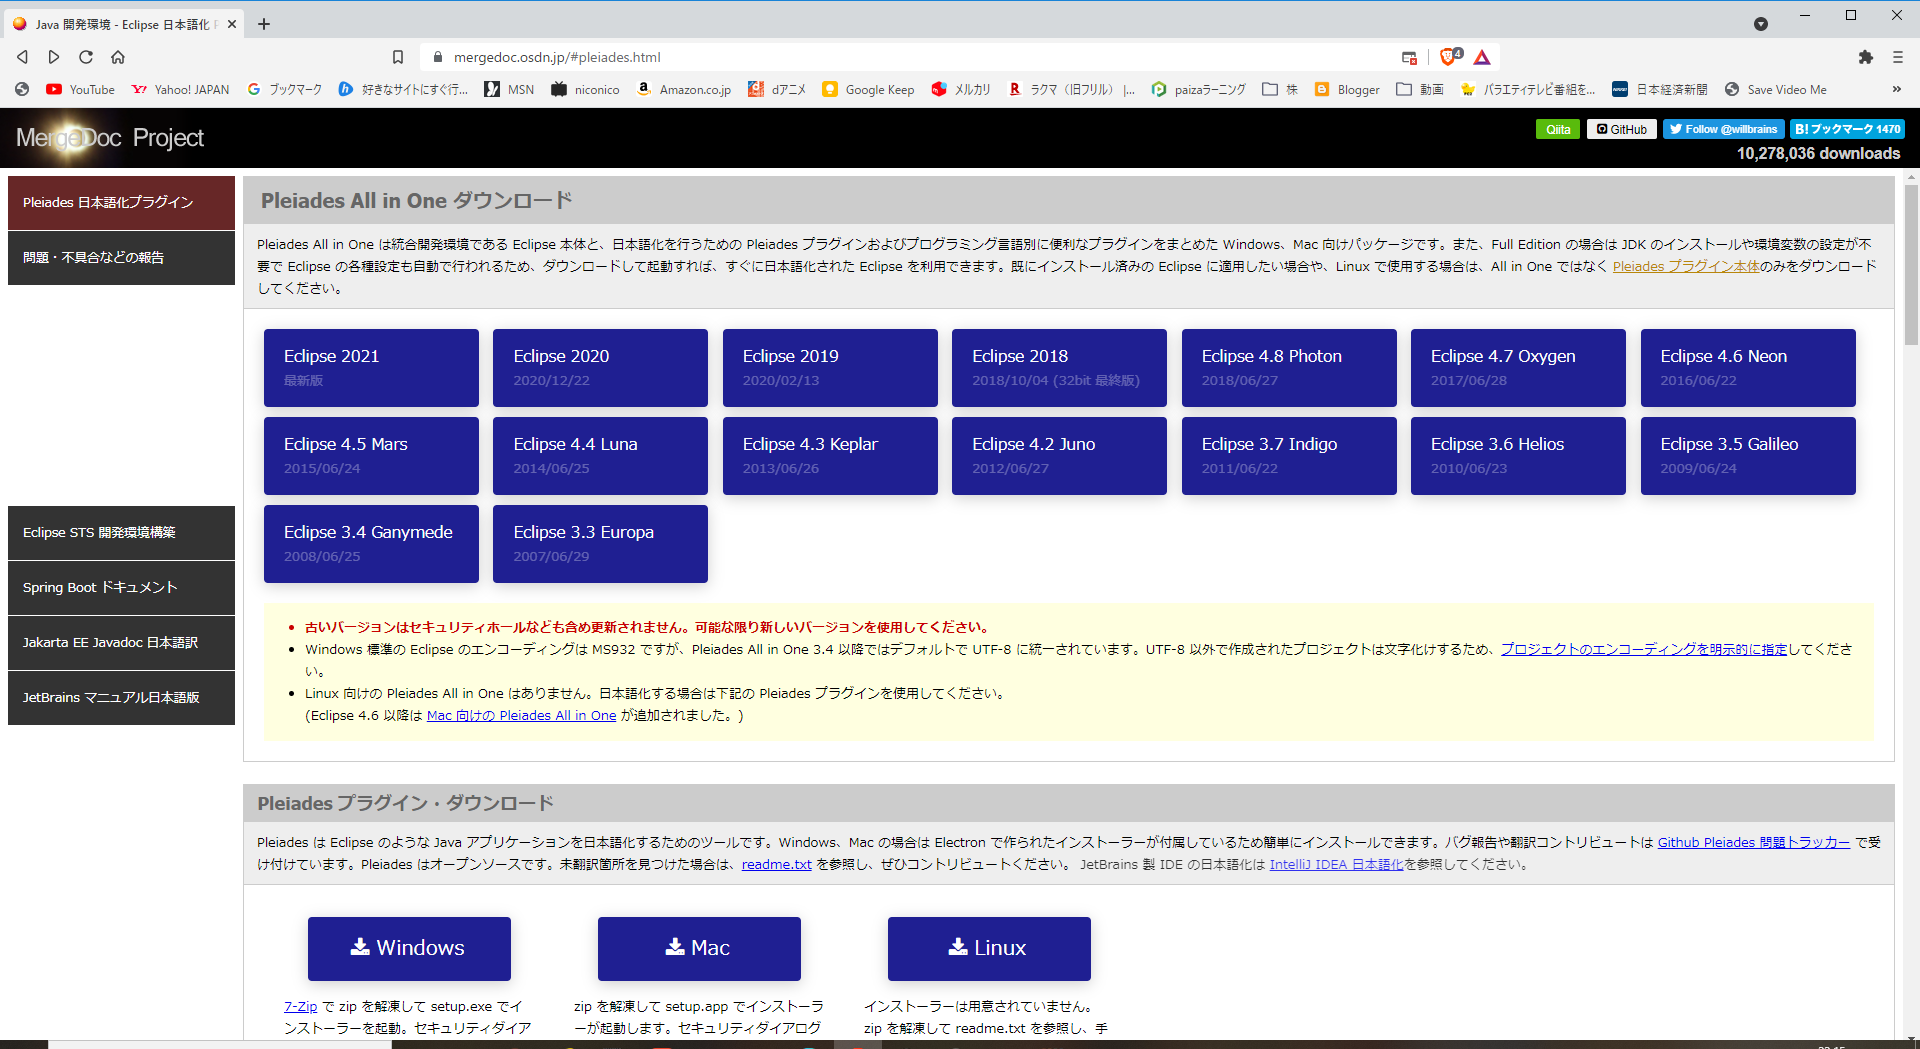 Java 開発環境 - Eclipse 日本語化
mergedoc.osdn.jp/#pleiades.html
4
YouTube Yahoo! JAPAN ブックマーク 好きなサイトにすぐ行... MSN niconico Amazon.co.jp dアニメ Google Keep メルカリ ラクマ（旧フリル）|... paizaラーニング 株 Blogger 動画 バラエティテレビ番組を... 日本経済新聞 Save Video Me »
MergeDoc Project
Qiita GitHub Follow @willbrains B!ブックマーク 1470
10,278,036 downloads
Pleiades 日本語化プラグイン
問題・不具合などの報告
Eclipse STS 開発環境構築
Spring Boot ドキュメント
Jakarta EE Javadoc 日本語訳
JetBrains マニュアル日本語版
Pleiades All in One ダウンロード
Pleiades All in One は統合開発環境である Eclipse 本体と、日本語化を行うための Pleiades プラグインおよびプログラミング言語別に便利なプラグインをまとめた Windows、Mac 向けパッケージです。また、Full Edition の場合は JDK のインストールや環境変数の設定が不
要で Eclipse の各種設定も自動で行われるため、ダウンロードして起動すれば、すぐに日本語化された Eclipse を利用できます。既にインストール済みの Eclipse に適用したい場合や、Linux で使用する場合は、All in One ではなく Pleiades プラグイン本体のみをダウンロード
してください。
Eclipse 2021 Eclipse 2020 Eclipse 2019 Eclipse 2018 Eclipse 4.8 Photon Eclipse 4.7 Oxygen Eclipse 4.6 Neon
最新版 2020/12/22 2020/02/13 2018/10/04 (32bit 最終版) 2018/06/27 2017/06/28 2016/06/22
Eclipse 4.5 Mars Eclipse 4.4 Luna Eclipse 4.3 Keplar Eclipse 4.2 Juno Eclipse 3.7 Indigo Eclipse 3.6 Helios Eclipse 3.5 Galileo
2015/06/24 2014/06/25 2013/06/26 2012/06/27 2011/06/22 2010/06/23 2009/06/24
Eclipse 3.4 Ganymede Eclipse 3.3 Europa
2008/06/25 2007/06/29
• 古いバージョンはセキュリティホールなども含め更新されません。可能な限り新しいバージョンを使用してください。
• Windows 標準の Eclipse のエンコーディングは MS932 ですが、Pleiades All in One 3.4 以降ではデフォルトで UTF-8 に統一されています。UTF-8 以外で作成されたプロジェクトは文字化けするため、プロジェクトのエンコーディングを明示的に指定してくださ
い。
• Linux 向けの Pleiades All in One はありません。日本語化する場合は下記の Pleiades プラグインを使用してください。
(Eclipse 4.6 以降は Mac 向けの Pleiades All in One が追加されました。)
Pleiades プラグイン・ダウンロード
Pleiades は Eclipse のような Java アプリケーションを日本語化するためのツールです。Windows、Mac の場合は Electron で作られたインストーラーが付属しているため簡単にインストールできます。バグ報告や翻訳コントリビュートは Github Pleiades 問題トラッカー で受
け付けています。Pleiades はオープンソースです。未翻訳箇所を見つけた場合は、readme.txt を参照し、ぜひコントリビュートください。 JetBrains 製 IDE の日本語化は IntelliJ IDEA 日本語化を参照してください。
Windows
7-Zip で zip を解凍して setup.exe でイ
ンストーラーを起動。セキュリティダイア
Mac
zip を解凍して setup.app でインストーラ
ーが起動します。セキュリティダイアログ
Linux
インストーラーは用意されていません。
zip を解凍して readme.txt を参照し、手